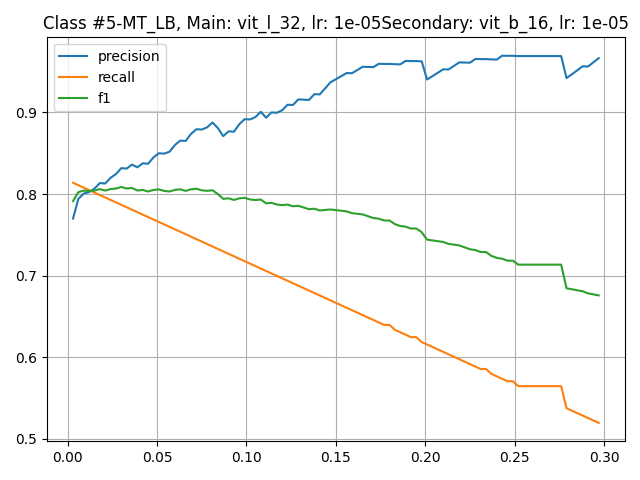 Class #5-MT_LB, Main: vit_l_32, lr: 1e-05Secondary: vit_b_16, lr: 1e-05
precision
recall
f1
0.9
0.8
0.7
0.6
0.5
0.00 0.05 0.10 0.15 0.20 0.25 0.30